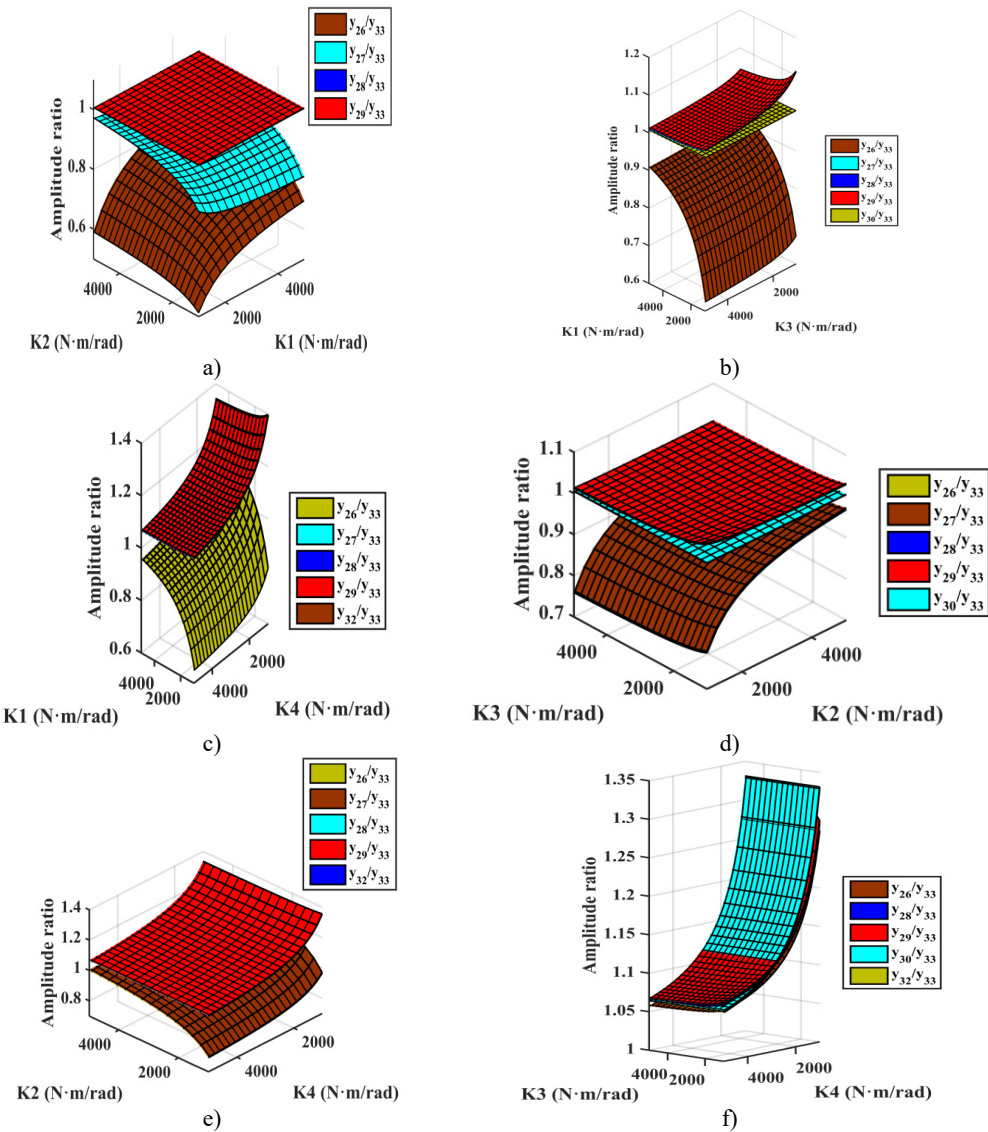 y26/y33
y27/y33
y28/y33
y29/y33
Amplitude ratio
1
0.8
0.6
4000
2000
2000
4000
K2 (N·m/rad)
K1 (N·m/rad)
a)
1.2
1.1
1
0.9
0.8
0.7
0.6
Amplitude ratio
y26/y33
y27/y33
y28/y33
y29/y33
y30/y33
4000
2000
4000
2000
K1 (N·m/rad)
K3 (N·m/rad)
b)
1.4
1.2
1
0.8
0.6
Amplitude ratio
y26/y33
y27/y33
y28/y33
y29/y33
y32/y33
4000
2000
4000
2000
K1 (N·m/rad)
K4 (N·m/rad)
c)
1.1
1
0.9
0.8
0.7
Amplitude ratio
y26/y33
y27/y33
y28/y33
y29/y33
y30/y33
4000
2000
2000
4000
K3 (N·m/rad)
K2 (N·m/rad)
d)
y26/y33
y27/y33
y28/y33
y29/y33
y32/y33
1.4
1.2
1
0.8
Amplitude ratio
4000
2000
4000
2000
K2 (N·m/rad)
K4 (N·m/rad)
e)
1.35
1.3
1.25
1.2
1.15
1.1
1.05
1
Amplitude ratio
y26/y33
y28/y33
y29/y33
y30/y33
y32/y33
4000
2000
4000
2000
K3 (N·m/rad)
K4 (N·m/rad)
f)